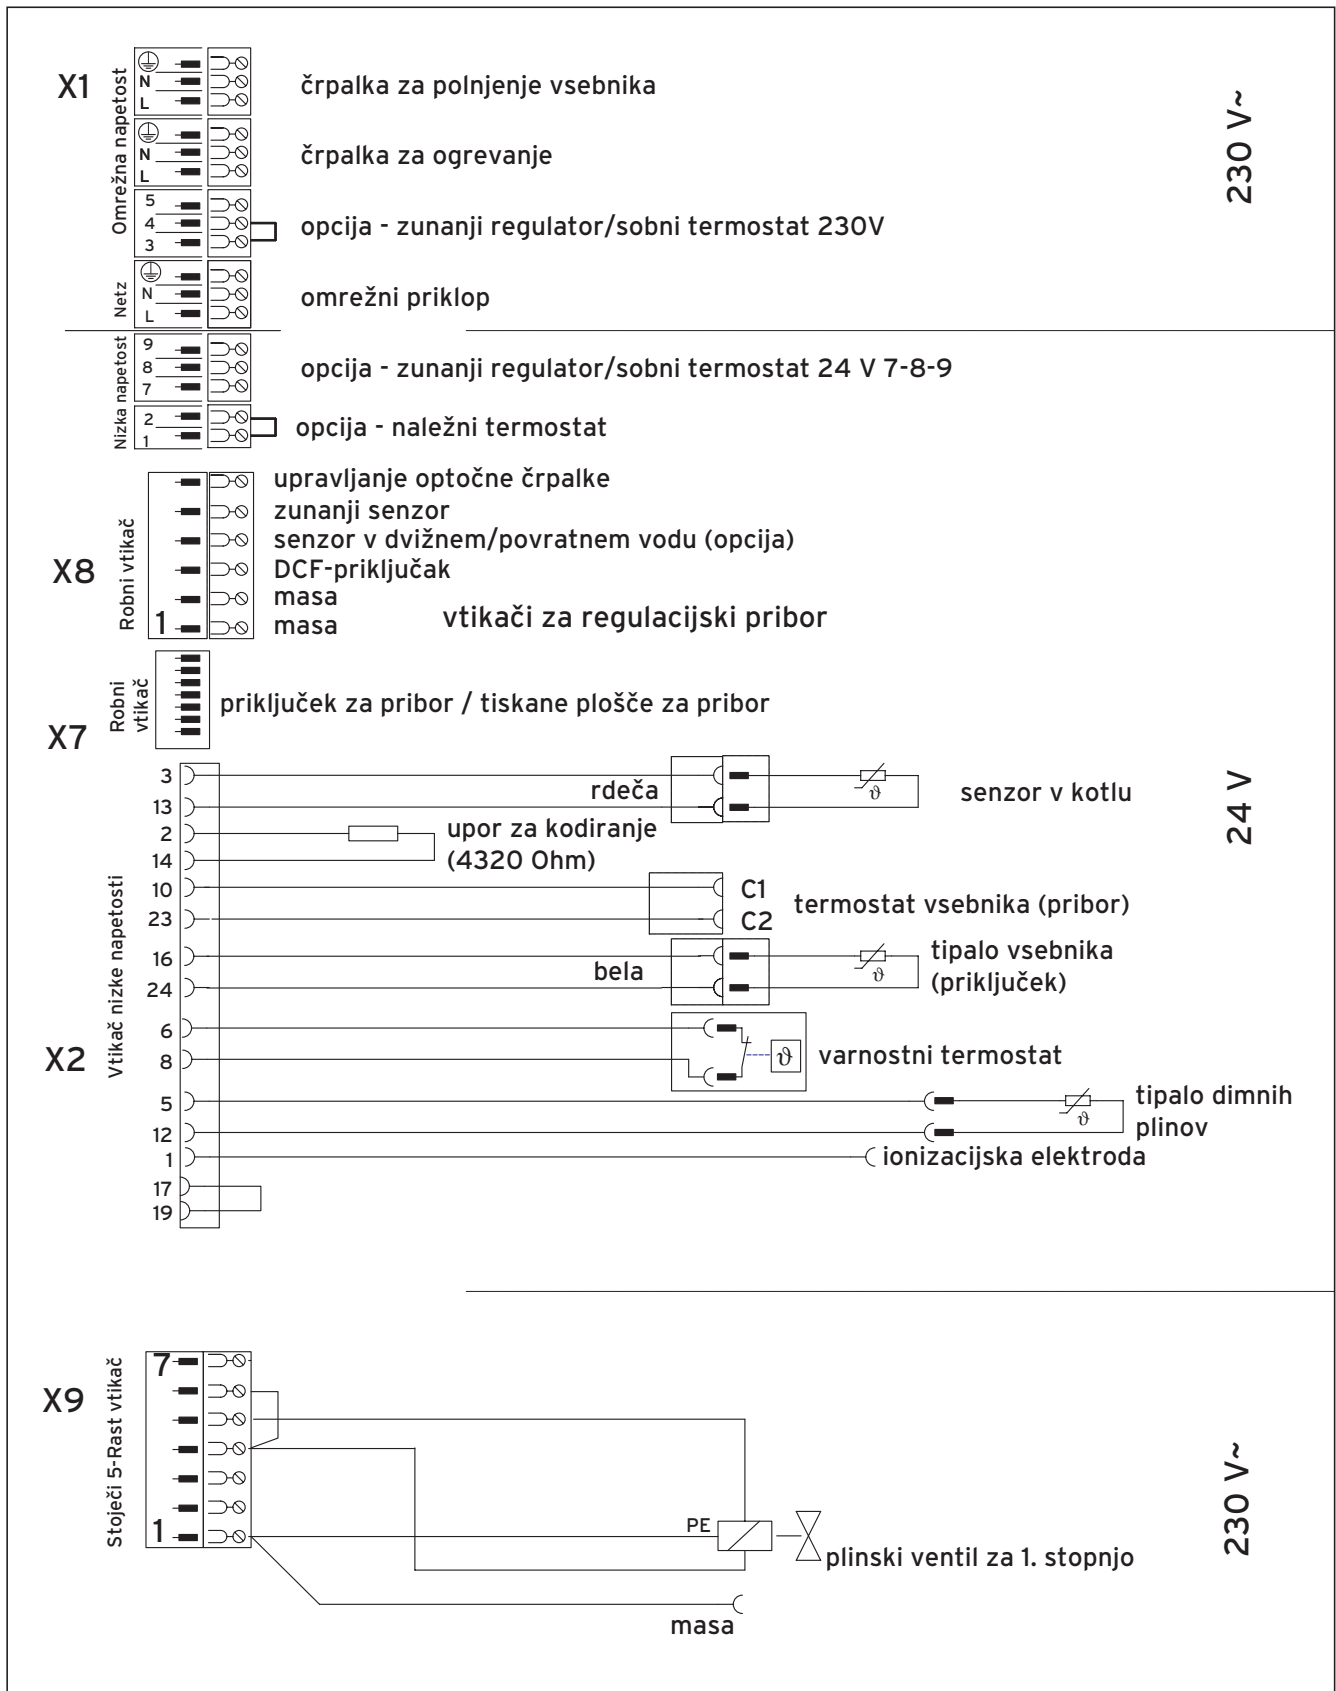 X1
Omrežna napetost
N
L
črpalka za polnjenje vsebnika
N
L
črpalka za ogrevanje
5
4
3
opcija - zunanji regulator/sobni termostat 230V
230 V~
Netz
N
L
omrežni priklop
Nizka napetost
9
8
7
opcija - zunanji regulator/sobni termostat 24 V 7-8-9
2
1
opcija - naležni termostat
X8
Robni vtikač
1
upravljanje optočne črpalke
zunanji senzor
senzor v dvižnem/povratnem vodu (opcija)
DCF-priključak
masa
masa
vtikači za regulacijski pribor
X7
Robni
vtikač
priključek za pribor / tiskane plošče za pribor
24 V
X2
Vtikač nizke napetosti
3
13
rdeča
ϑ
senzor v kotlu
2
14
upor za kodiranje
(4320 Ohm)
10
23
C1
C2
termostat vsebnika (pribor)
16
24
bela
ϑ
tipalo vsebnika
(priključek)
6
8
ϑ
varnostni termostat
5
12
ϑ
tipalo dimnih
plinov
1
ionizacijska elektroda
17
19
X9
Stoječi 5-Rast vtikač
7
1
PE
plinski ventil za 1. stopnjo
masa
230 V~